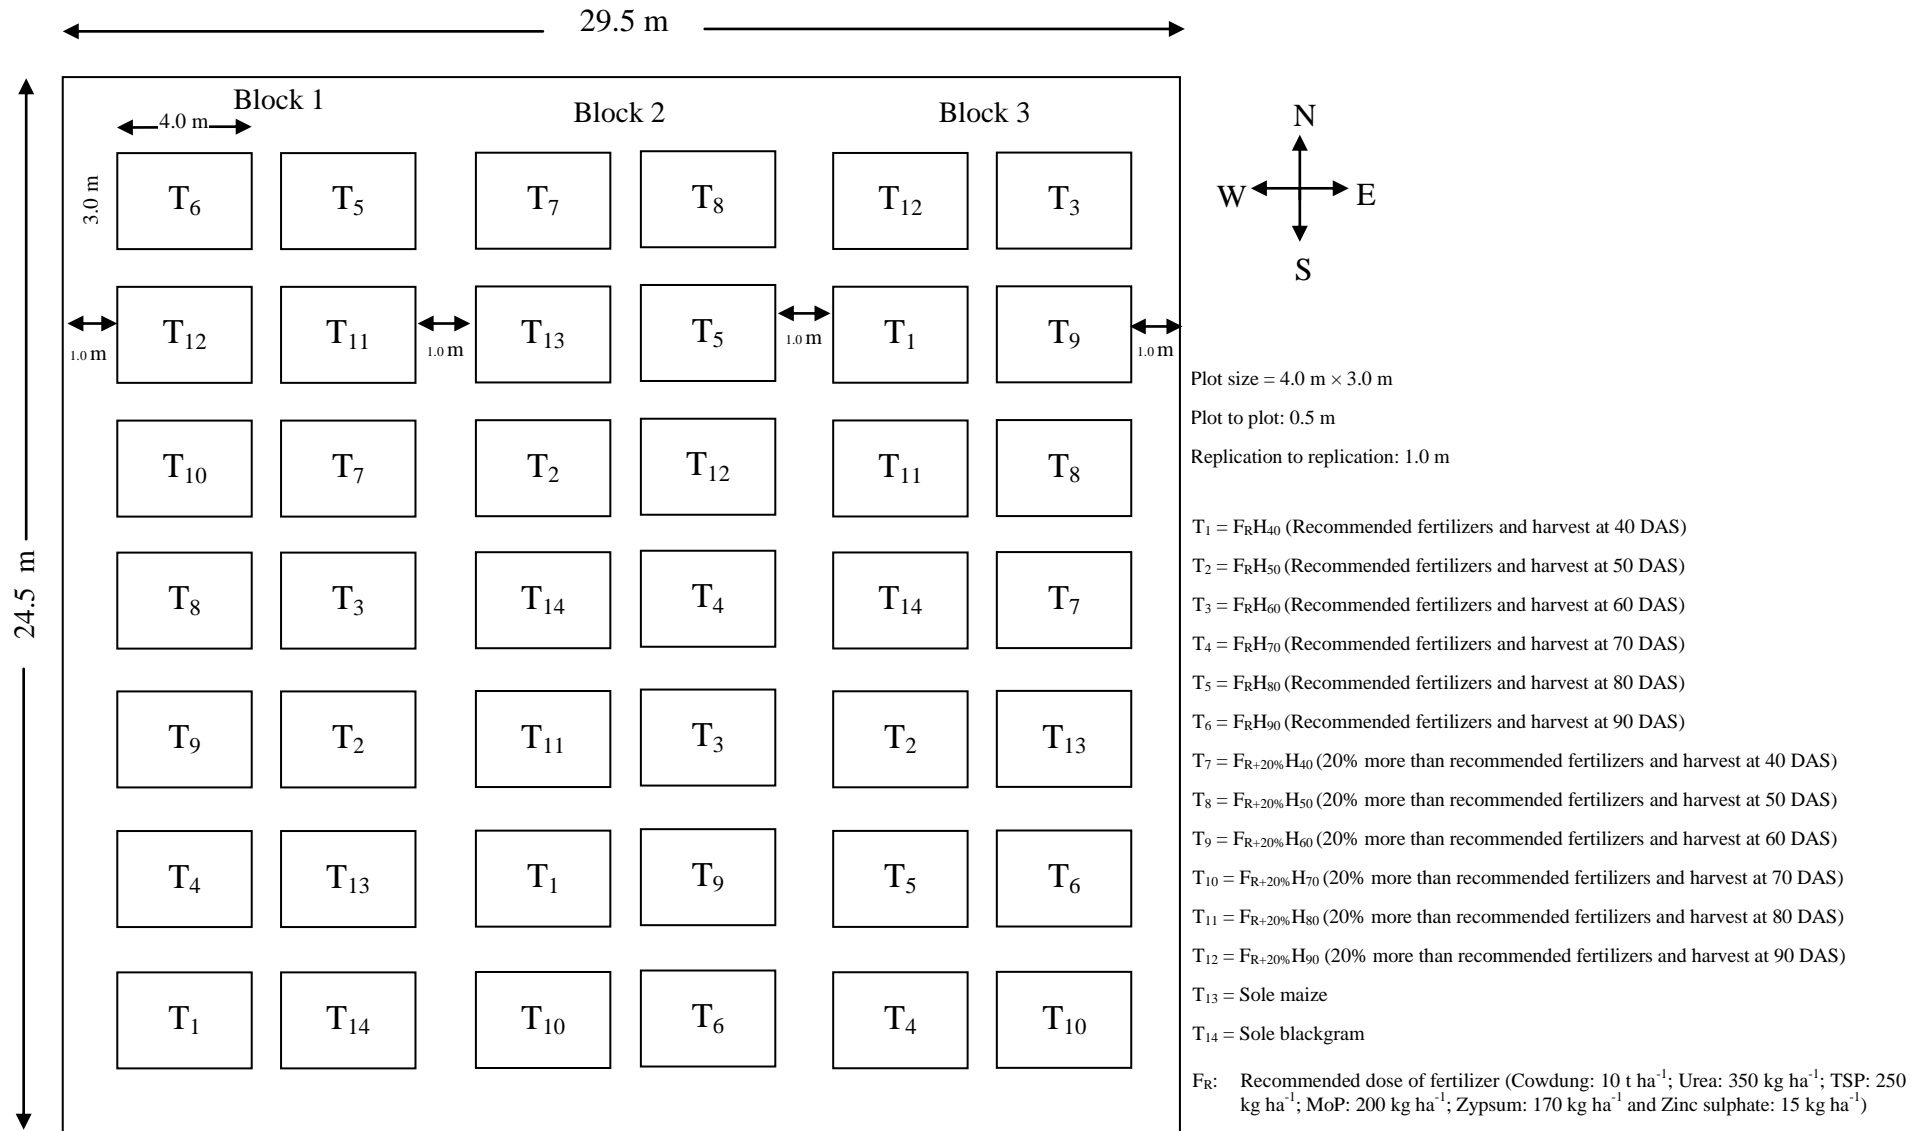 29.5 m
Block 1
Block 2
Block 3
4.0 m
N
3.0 m
T6 T5 T7 T8 T12 T3
W E
S
T12 T11 T13 T5 T1 T9
1.0 m 1.0 m 1.0 m 1.0 m
Plot size = 4.0 m × 3.0 m
Plot to plot: 0.5 m
T10 T7 T2 T12 T11 T8
Replication to replication: 1.0 m
24.5 m
T8 T3 T14 T4 T14 T7
T9 T2 T11 T3 T2 T13
T4 T13 T1 T9 T5 T6
T1 T14 T10 T6 T4 T10
T1 = FRH40 (Recommended fertilizers and harvest at 40 DAS)
T2 = FRH50 (Recommended fertilizers and harvest at 50 DAS)
T3 = FRH60 (Recommended fertilizers and harvest at 60 DAS)
T4 = FRH70 (Recommended fertilizers and harvest at 70 DAS)
T5 = FRH80 (Recommended fertilizers and harvest at 80 DAS)
T6 = FRH90 (Recommended fertilizers and harvest at 90 DAS)
T7 = FR+20%H40 (20% more than recommended fertilizers and harvest at 40 DAS)
T8 = FR+20%H50 (20% more than recommended fertilizers and harvest at 50 DAS)
T9 = FR+20%H60 (20% more than recommended fertilizers and harvest at 60 DAS)
T10 = FR+20%H70 (20% more than recommended fertilizers and harvest at 70 DAS)
T11 = FR+20%H80 (20% more than recommended fertilizers and harvest at 80 DAS)
T12 = FR+20%H90 (20% more than recommended fertilizers and harvest at 90 DAS)
T13 = Sole maize
T14 = Sole blackgram
FR: Recommended dose of fertilizer (Cowdung: 10 t ha-1; Urea: 350 kg ha-1; TSP: 250
kg ha-1; MoP: 200 kg ha-1; Zypsum: 170 kg ha-1 and Zinc sulphate: 15 kg ha-1)